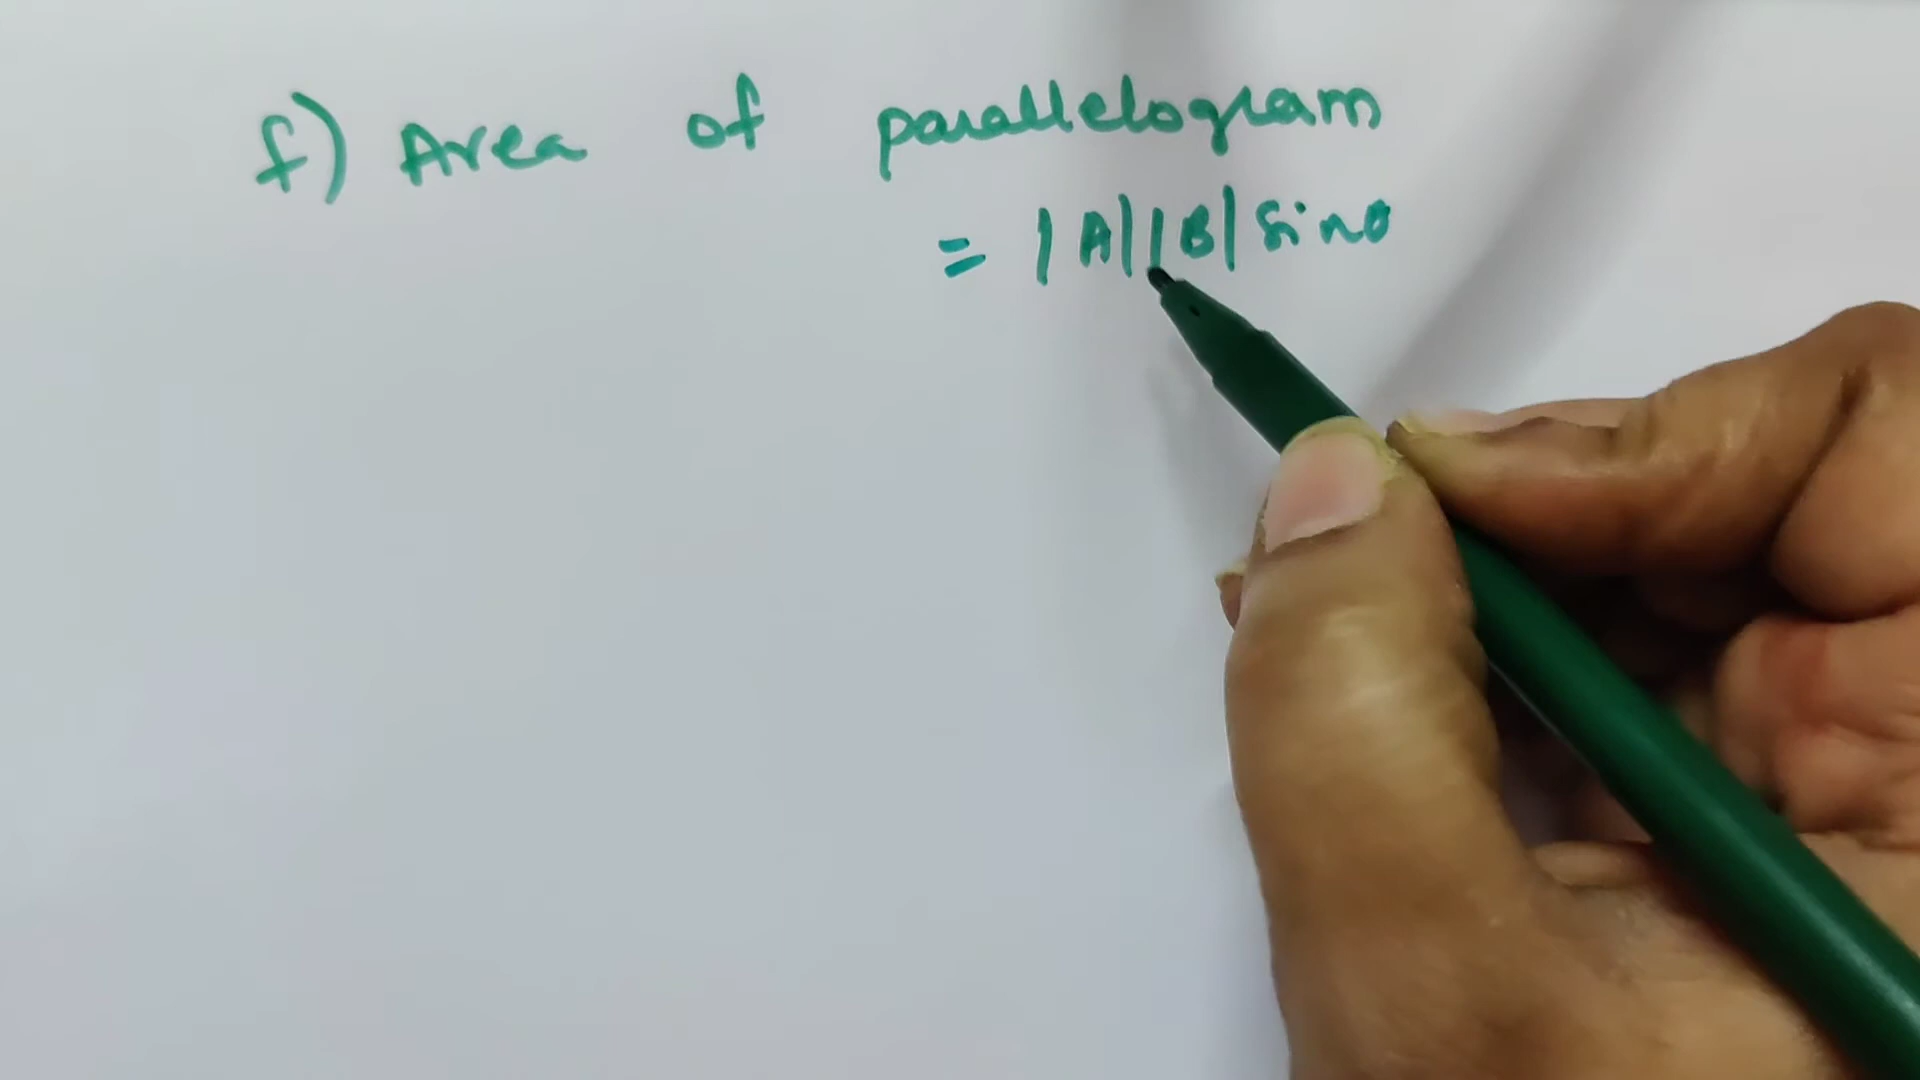 f) Area of parallelogram
= |A||B| sinθ